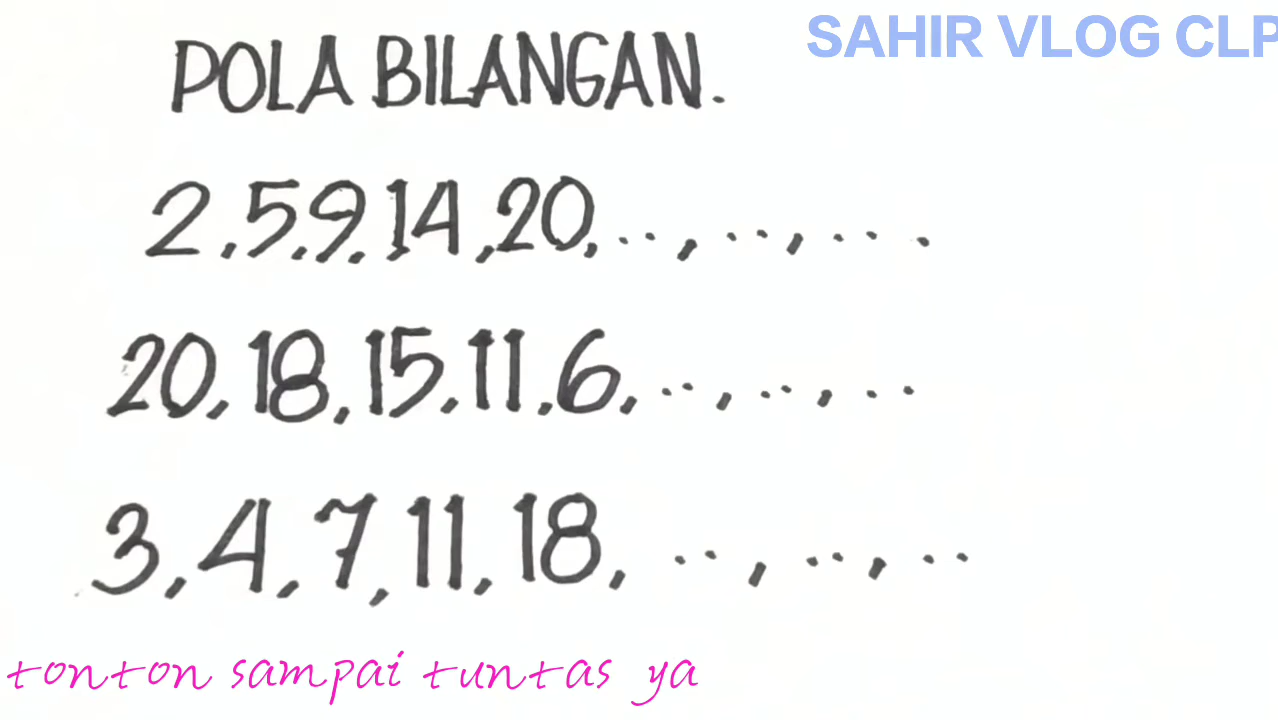 SAHIR VLOG CLP
POLA BILANGAN.
2,5,9,14,20,..,..,...
20,18,15,11,6,..,..,..
3,4,7,11,18,..,..,..
tonton sampai tuntas ya